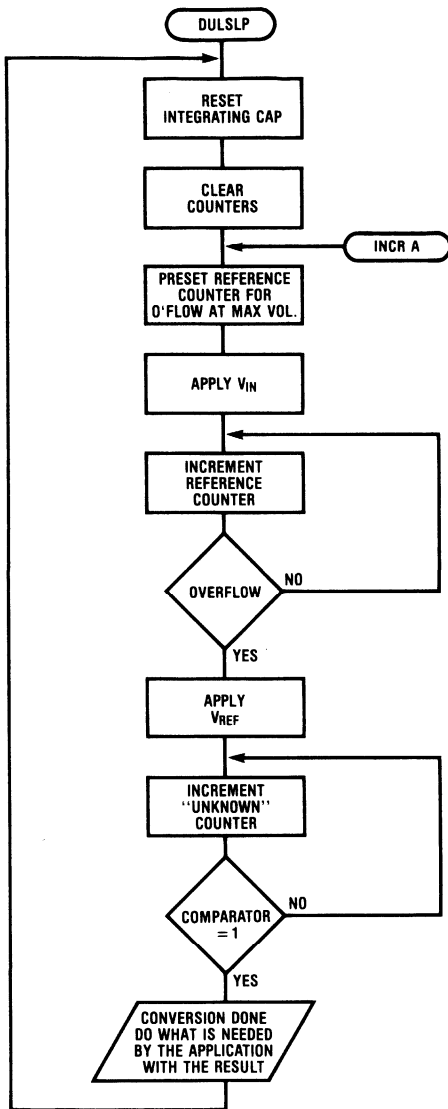 DULSLP
RESET
INTEGRATING CAP
CLEAR
COUNTERS
INCR A
PRESET REFERENCE
COUNTER FOR
O'FLOW AT MAX VOL.
APPLY VIN
INCREMENT
REFERENCE
COUNTER
OVERFLOW
NO
YES
APPLY
VREF
INCREMENT
"UNKNOWN"
COUNTER
COMPARATOR
= 1
NO
YES
CONVERSION DONE
DO WHAT IS NEEDED
BY THE APPLICATION
WITH THE RESULT